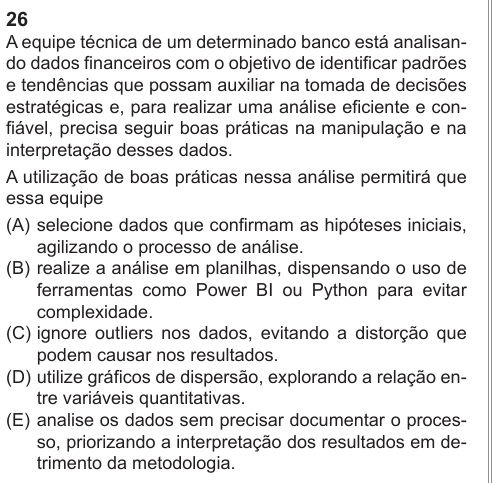 26
A equipe técnica de um determinado banco está analisan-
do dados financeiros com o objetivo de identificar padrões
e tendências que possam auxiliar na tomada de decisões
estratégicas e, para realizar uma análise eficiente e con-
fiável, precisa seguir boas práticas na manipulação e na
interpretação desses dados.
A utilização de boas práticas nessa análise permitirá que
essa equipe
(A) selecione dados que confirmam as hipóteses iniciais,
agilizando o processo de análise.
(B) realize a análise em planilhas, dispensando o uso de
ferramentas como Power BI ou Python para evitar
complexidade.
(C) ignore outliers nos dados, evitando a distorção que
podem causar nos resultados.
(D) utilize gráficos de dispersão, explorando a relação en-
tre variáveis quantitativas.
(E) analise os dados sem precisar documentar o proces-
so, priorizando a interpretação dos resultados em de-
trimento da metodologia.